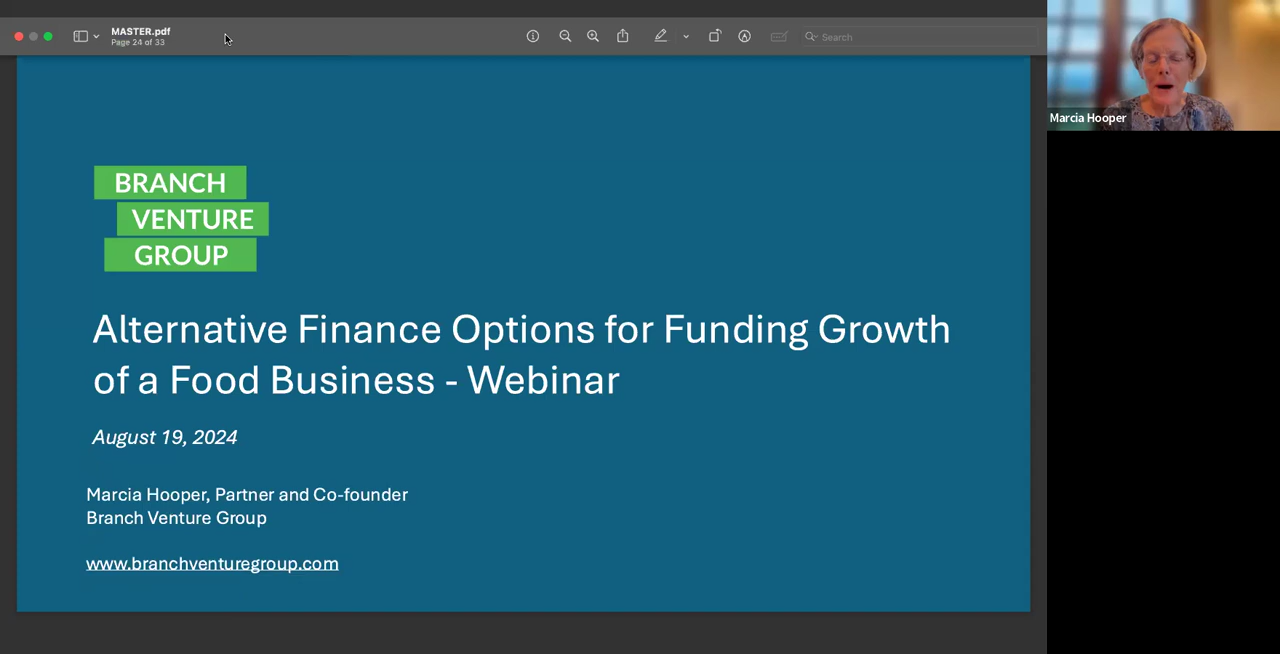 MASTER.pdf
Page 24 of 33
Search
Marcia Hooper
BRANCH
VENTURE
GROUP
Alternative Finance Options for Funding Growth
of a Food Business - Webinar
August 19, 2024
Marcia Hooper, Partner and Co-founder
Branch Venture Group
www.branchventuregroup.com